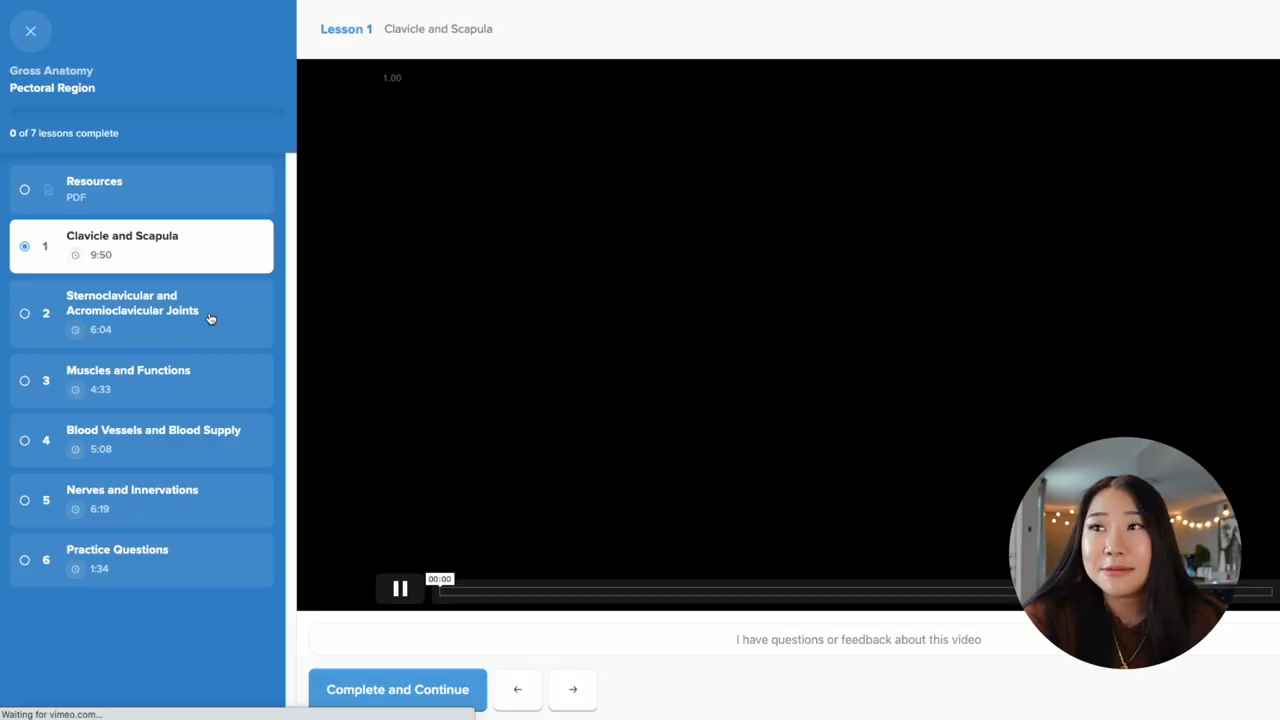 Gross Anatomy
Pectoral Region
0 of 7 lessons complete
Resources
PDF
1
Clavicle and Scapula
9:50
2
Sternoclavicular and
Acromioclavicular Joints
6:04
3
Muscles and Functions
4:33
4
Blood Vessels and Blood Supply
5:08
5
Nerves and Innervations
6:19
6
Practice Questions
1:34
Lesson 1 Clavicle and Scapula
1.00
00:00
I have questions or feedback about this video
Complete and Continue
Waiting for vimeo.com...